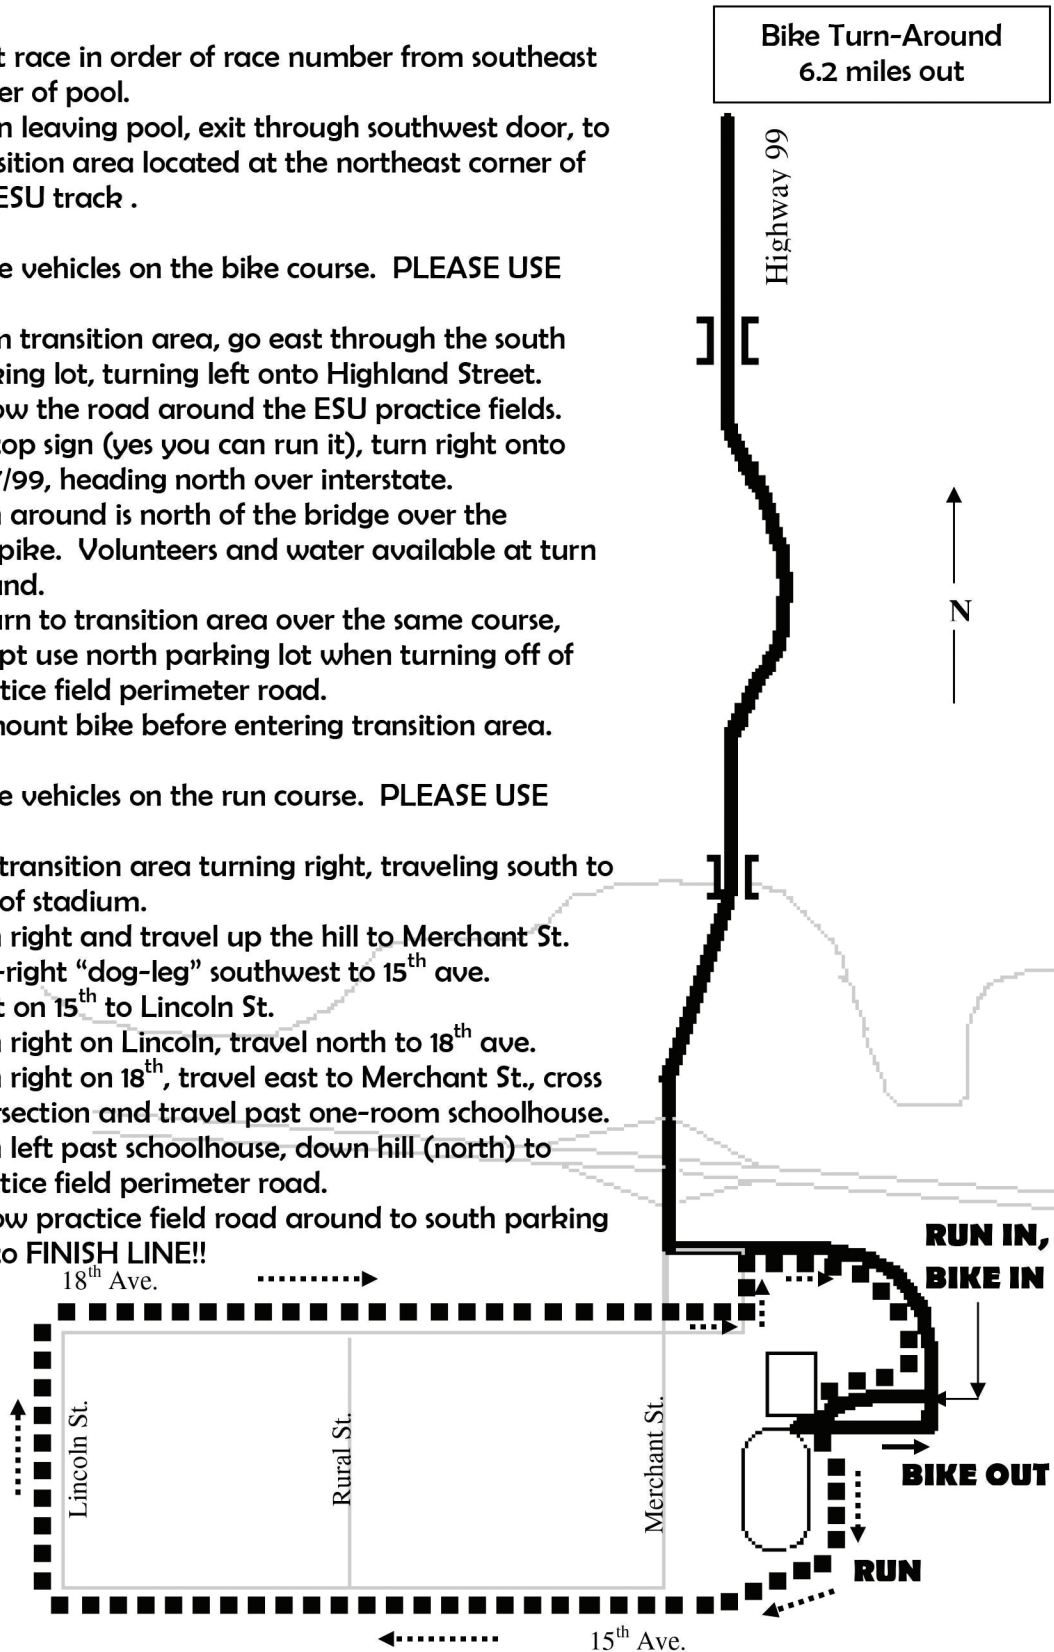 Bike Turn-Around
6.2 miles out
t race in order of race number from southeast
er of pool.
n leaving pool, exit through southwest door, to
sition area located at the northeast corner of
ESU track .
e vehicles on the bike course. PLEASE USE
n transition area, go east through the south
king lot, turning left onto Highland Street.
ow the road around the ESU practice fields.
top sign (yes you can run it), turn right onto
7/99, heading north over interstate.
n around is north of the bridge over the
pike. Volunteers and water available at turn
und.
urn to transition area over the same course,
pt use north parking lot when turning off of
tice field perimeter road.
mount bike before entering transition area.
e vehicles on the run course. PLEASE USE
transition area turning right, traveling south to
of stadium.
n right and travel up the hill to Merchant St.
-right “dog-leg” southwest to 15th ave.
t on 15th to Lincoln St.
n right on Lincoln, travel north to 18th ave.
n right on 18th, travel east to Merchant St., cross
rsection and travel past one-room schoolhouse.
n left past schoolhouse, down hill (north) to
tice field perimeter road.
ow practice field road around to south parking
to FINISH LINE!!
Highway 99
N
RUN IN,
BIKE IN
18th Ave.
Lincoln St.
Rural St.
Merchant St.
BIKE OUT
RUN
15th Ave.